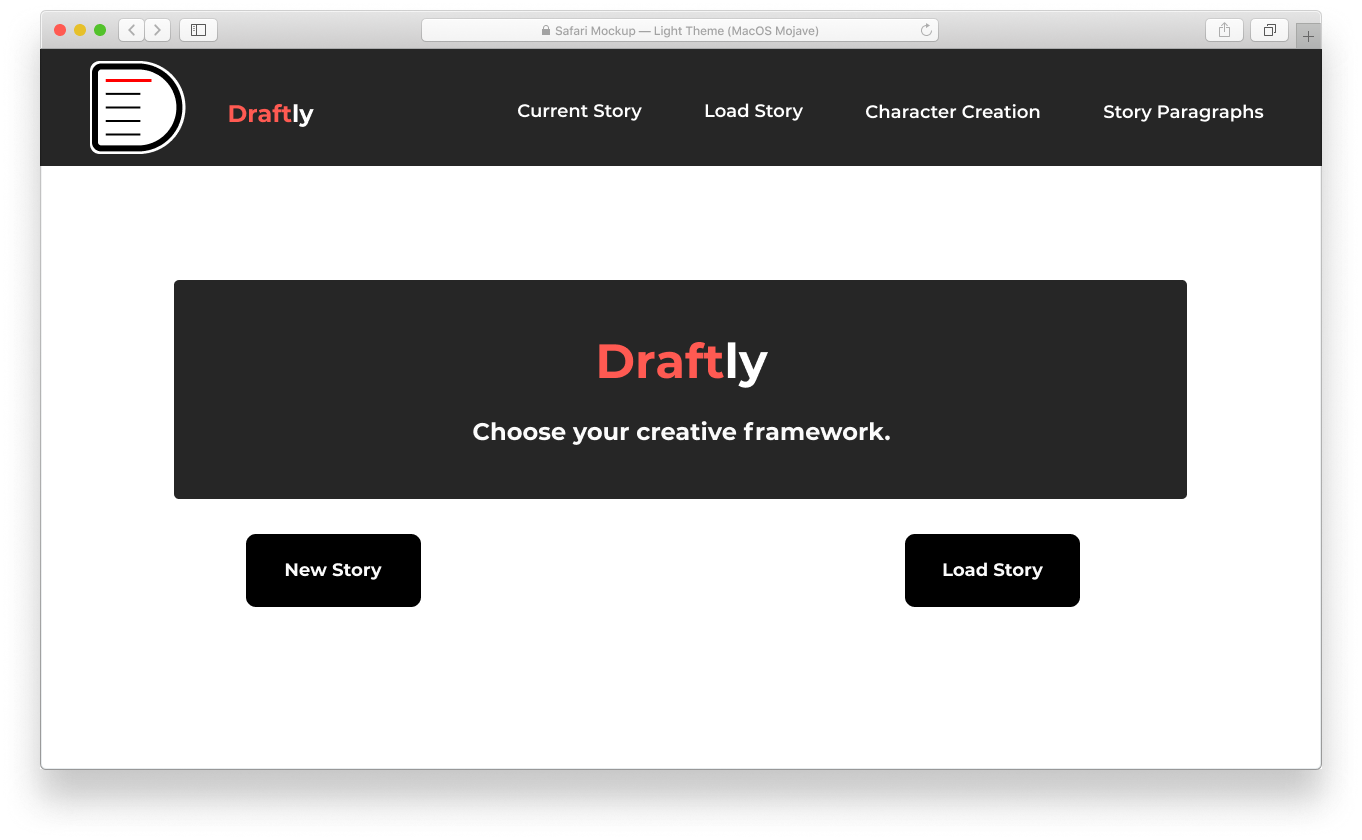 Safari Mockup — Light Theme (MacOS Mojave)
Draftly
Current Story
Load Story
Character Creation
Story Paragraphs
Draftly
Choose your creative framework.
New Story
Load Story